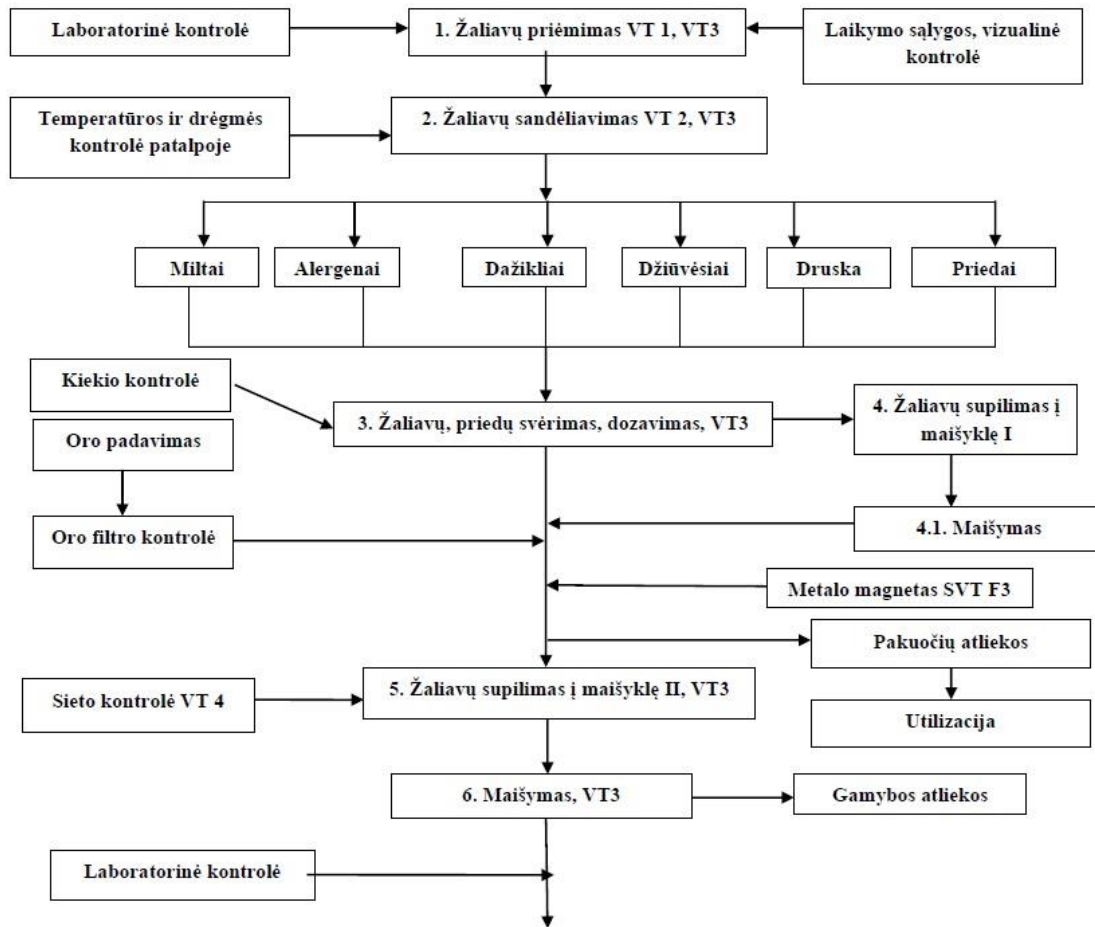 Laboratorinė kontrolė
1. Žaliavų priėmimas VT 1, VT3
Laikymo sąlygos, vizualinė
kontrolė
Temperatūros ir drėgmės
kontrolė patalpoje
2. Žaliavų sandėliavimas VT 2, VT3
Miltai
Alergenai
Dažikliai
Džiūvėsiai
Druska
Priedai
Kiekio kontrolė
3. Žaliavų, priedų svėrimas, dozavimas, VT3
4. Žaliavų supilimas į
maišyklę I
Oro padavimas
Oro filtro kontrolė
4.1. Maišymas
Metalo magnetas SVT F3
Pakuočių atliekos
Sieto kontrolė VT 4
5. Žaliavų supilimas į maišyklę II, VT3
Utilizacija
6. Maišymas, VT3
Gamybos atliekos
Laboratorinė kontrolė